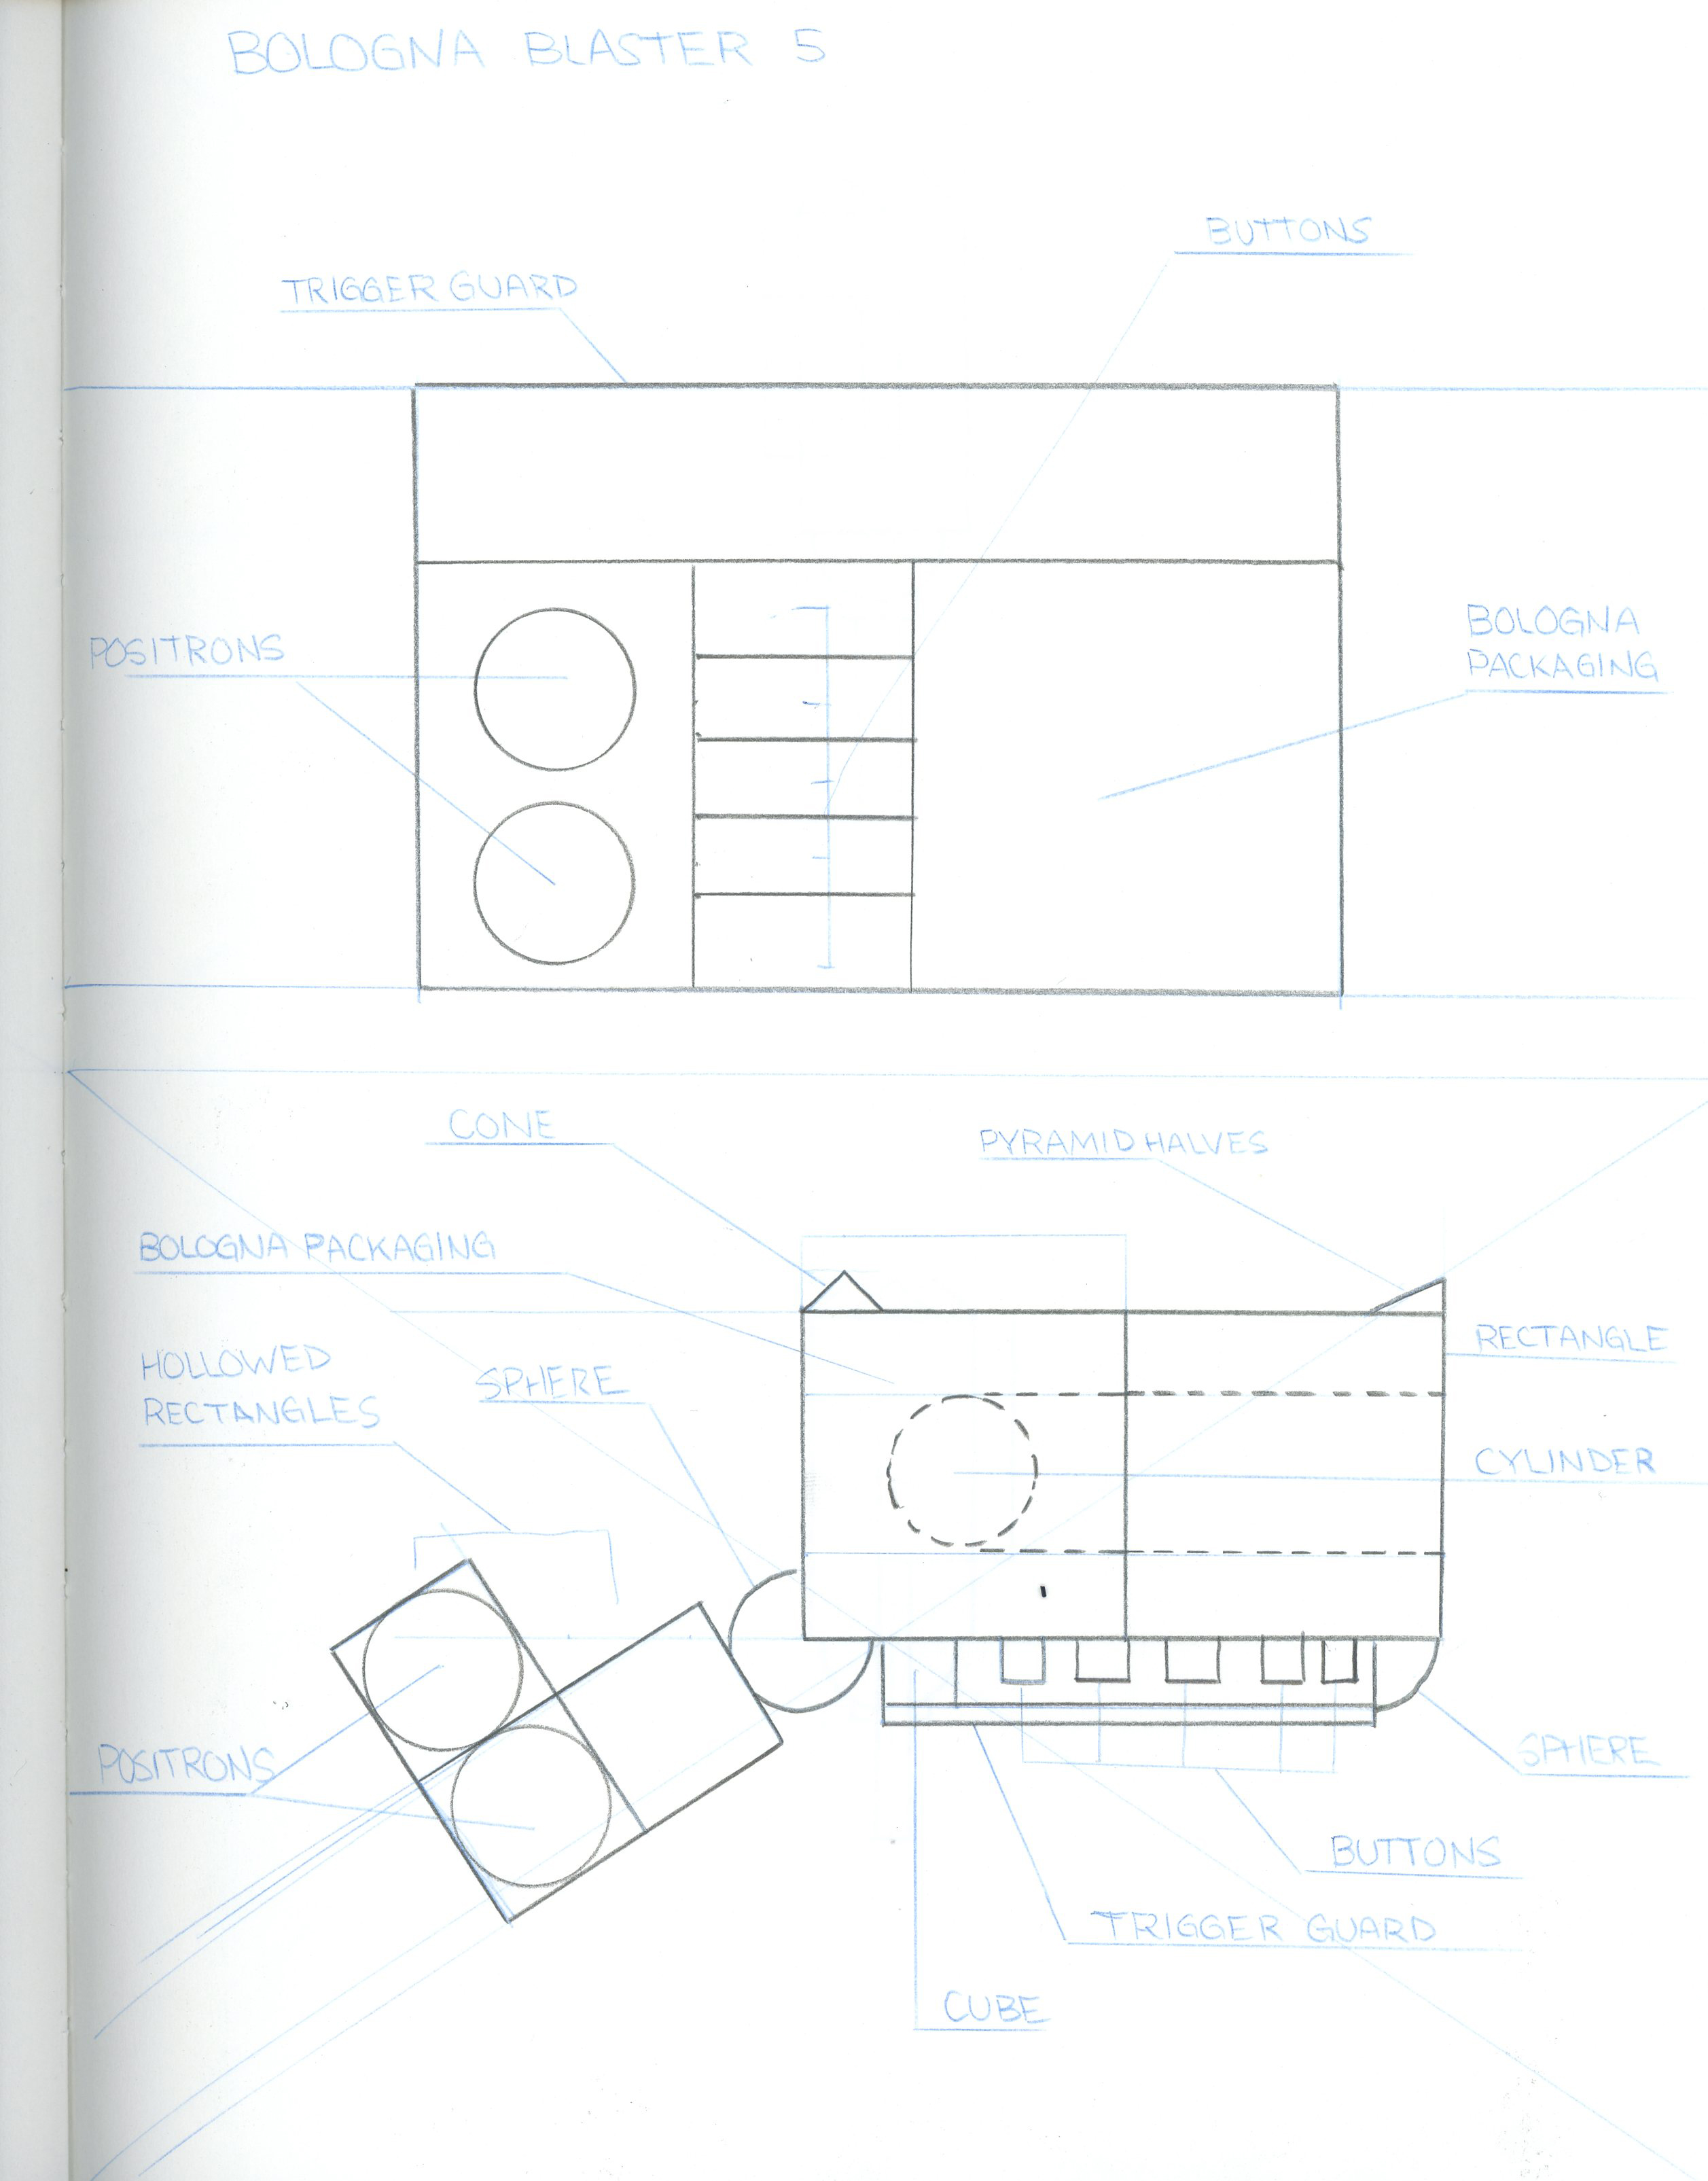 BOLOGNA BLASTER 5
BUTTONS
TRIGGER GUARD
POSITRONS
BOLOGNA
PACKAGING
CONE
PYRAMID HALVES
BOLOGNA PACKAGING
RECTANGLE
HOLLOWED
RECTANGLES
SPHERE
CYLINDER
POSITRONS
SPHERE
BUTTONS
TRIGGER GUARD
CUBE